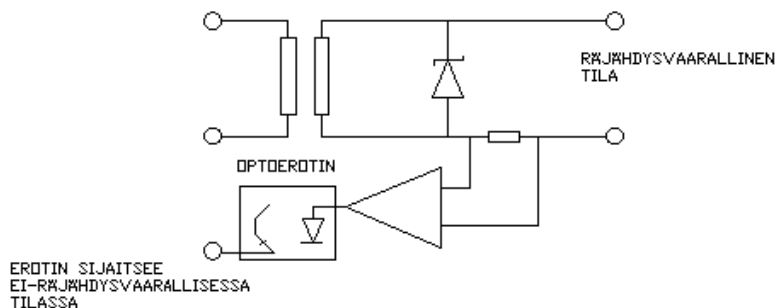 RÄJÄHDYSVAARALLINEN
TILA
OPTOEROTIN
EROTIN SIJAITSEE
EI-RÄJÄHDYSVAARALLISESSA
TILASSA